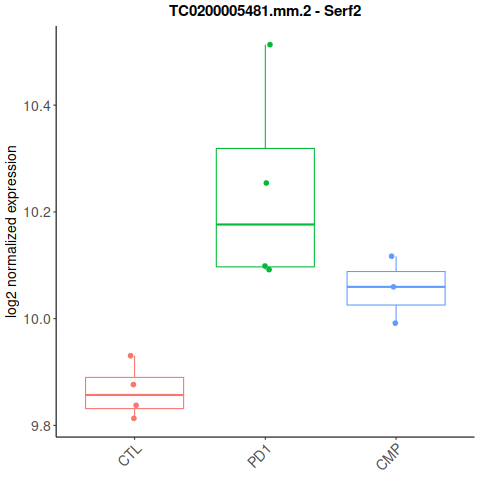 TC0200005481.mm.2 - Serf2
log2 normalized expression
10.4
10.2
10.0
9.8
CTL
PD1
CMP